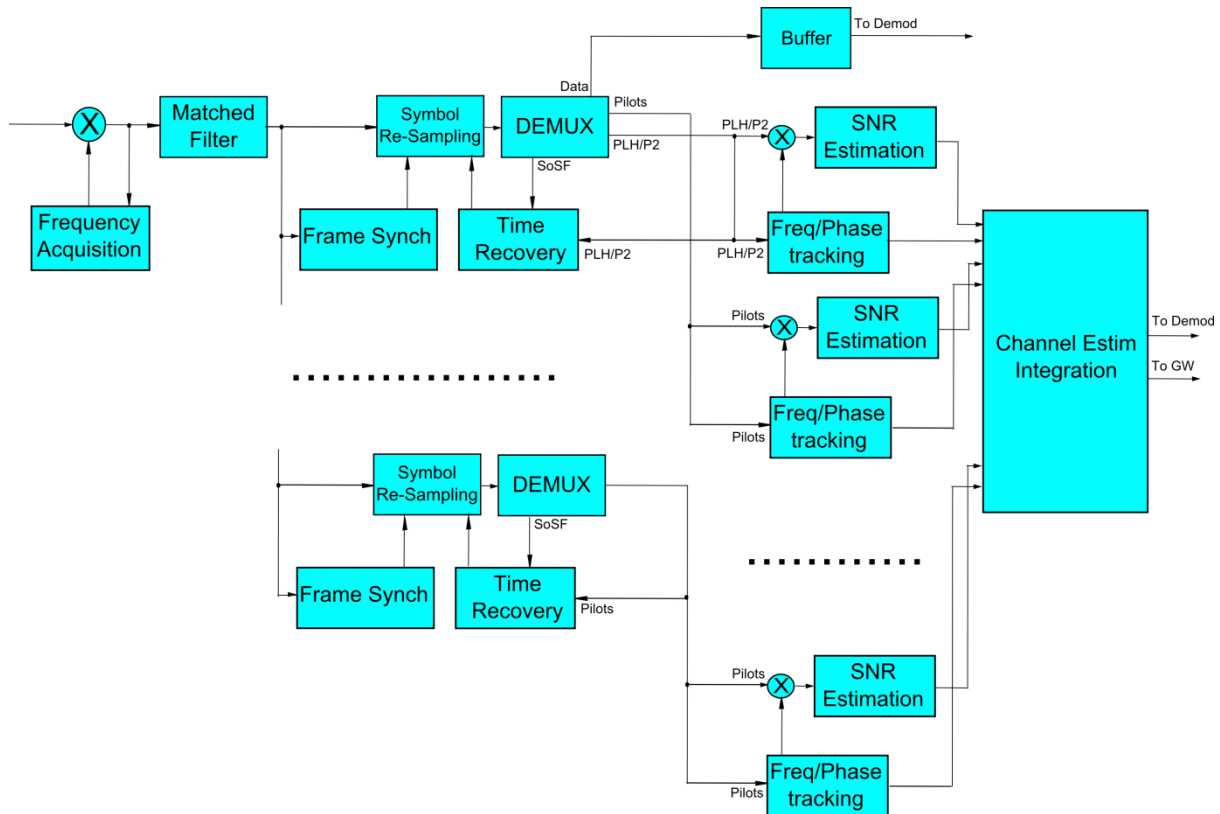 To Demod
Buffer
Data
Pilots
X
Matched
Filter
Symbol
Re-Sampling
DEMUX
PLH/P2
SoSF
PLH/P2
X
SNR
Estimation
Frequency
Acquisition
Frame Synch
Time
Recovery
PLH/P2
PLH/P2
Freq/Phase
tracking
Pilots
X
SNR
Estimation
Pilots
Freq/Phase
tracking
Channel Estim
Integration
To Demod
To GW
Symbol
Re-Sampling
DEMUX
SoSF
Frame Synch
Time
Recovery
Pilots
Pilots
X
SNR
Estimation
Pilots
Freq/Phase
tracking